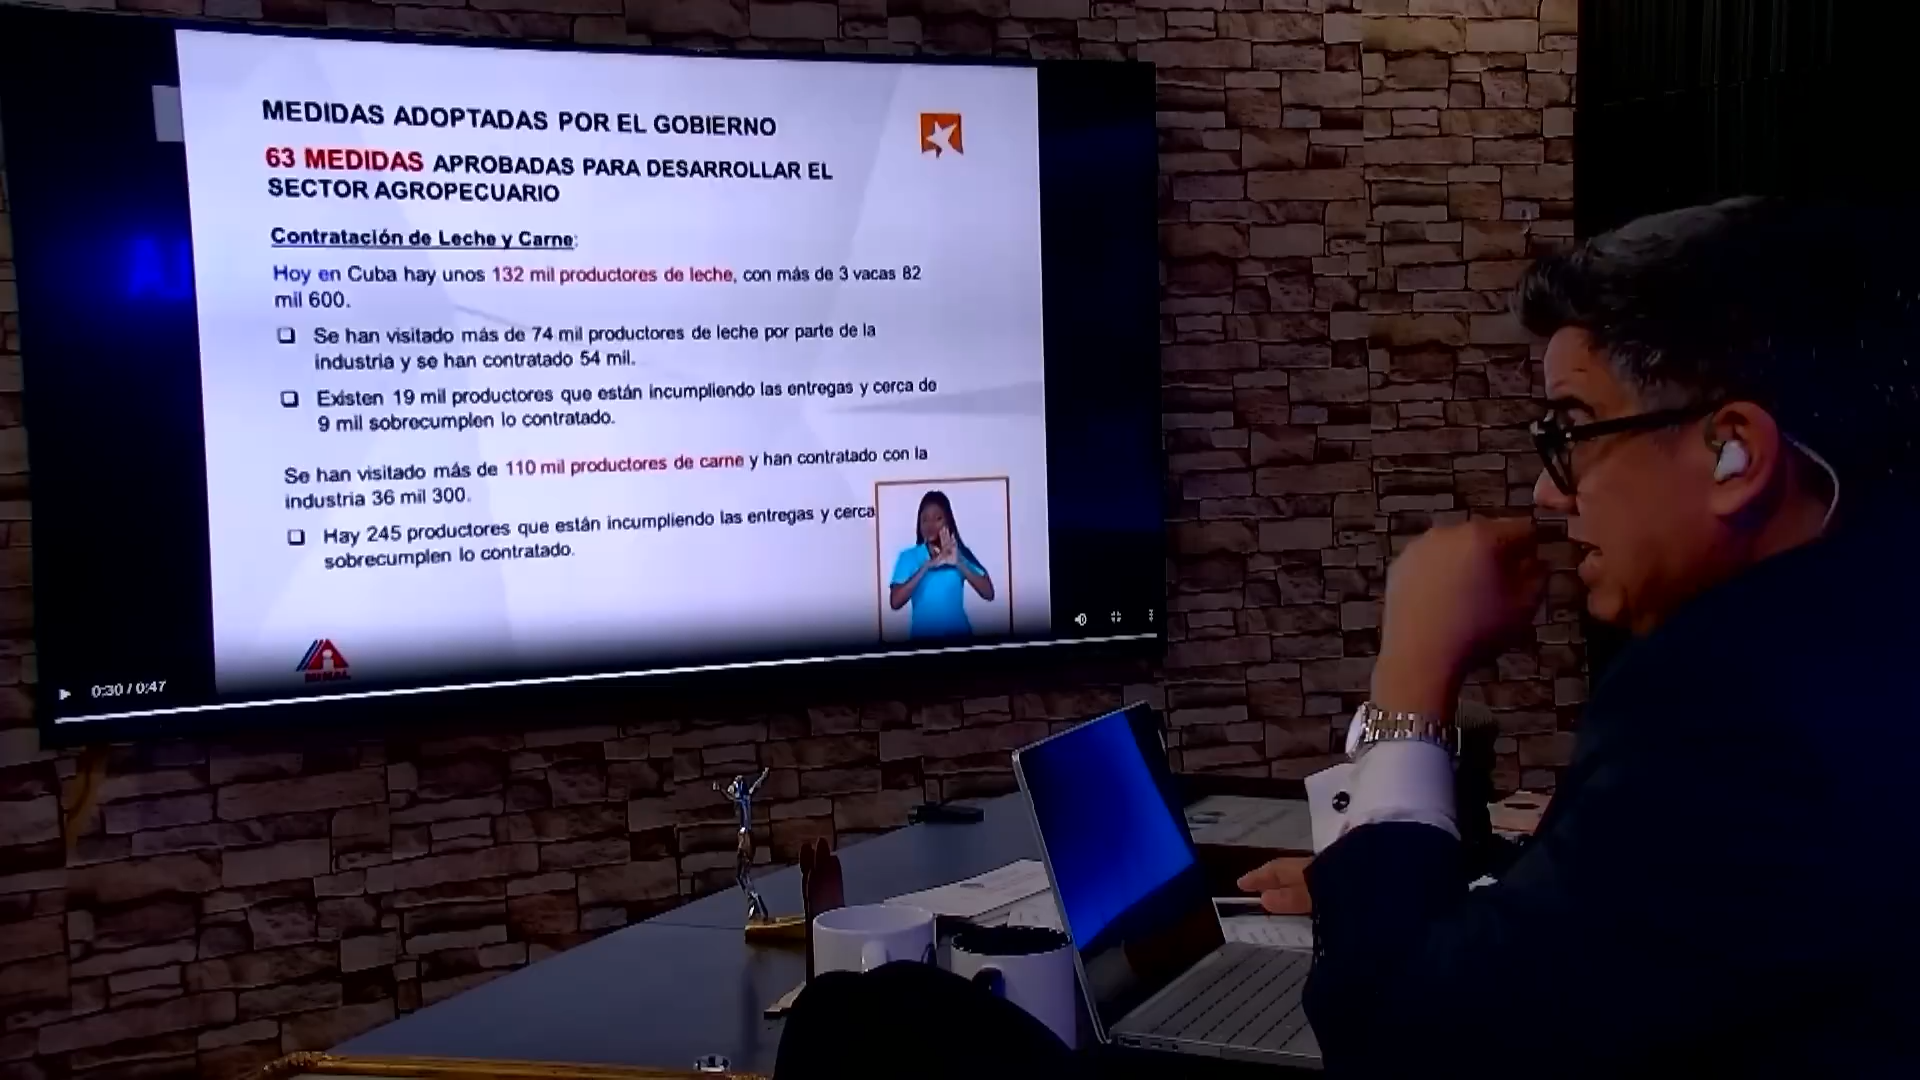 MEDIDAS ADOPTADAS POR EL GOBIERNO
63 MEDIDAS APROBADAS PARA DESARROLLAR EL
SECTOR AGROPECUARIO
Contratación de Leche y Carne:
Hoy en Cuba hay unos 132 mil productores de leche, con más de 3 vacas 82
mil 600.
Se han visitado más de 74 mil productores de leche por parte de la
industria y se han contratado 54 mil.
Existen 19 mil productores que están incumpliendo las entregas y cerca de
9 mil sobrecumplen lo contratado.
Se han visitado más de 110 mil productores de carne y han contratado con la
industria 36 mil 300.
Hay 245 productores que están incumpliendo las entregas y cerca
sobrecumplen lo contratado.
MINAL
0:30 / 0:47